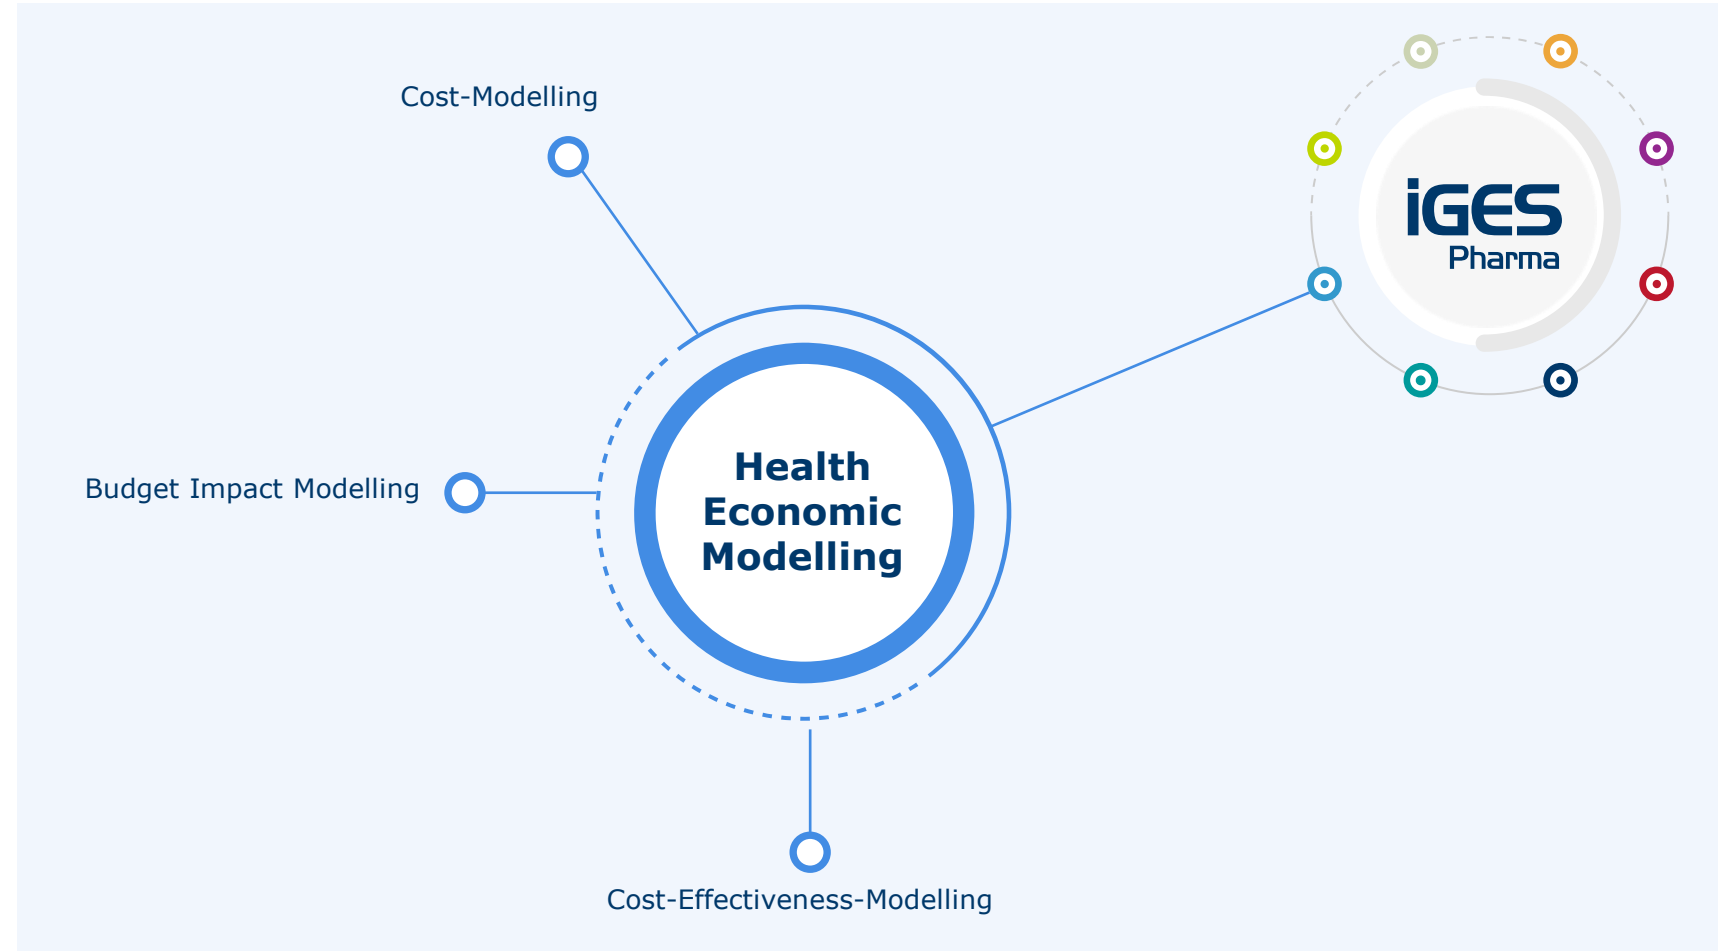 Cost-Modelling
iGES
Pharma
Budget Impact Modelling
Health
Economic
Modelling
Cost-Effectiveness-Modelling